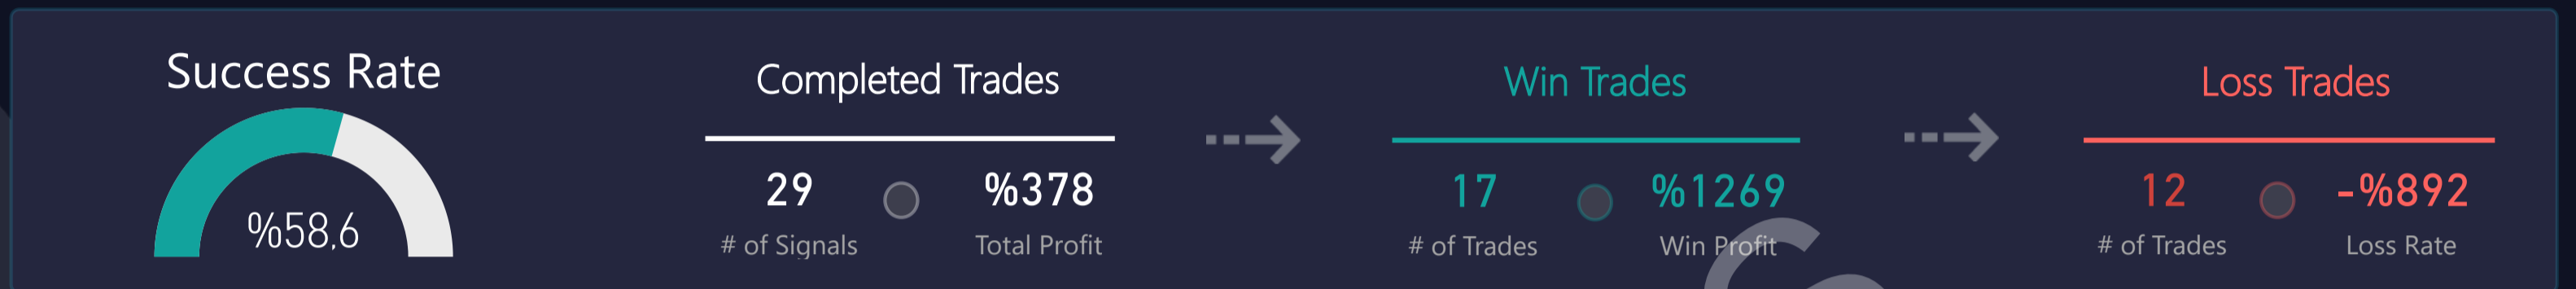 Success Rate
%58,6
Completed Trades
29 %378
# of Signals Total Profit
Win Trades
17 %1269
# of Trades Win Profit
Loss Trades
12 -%892
# of Trades Loss Rate